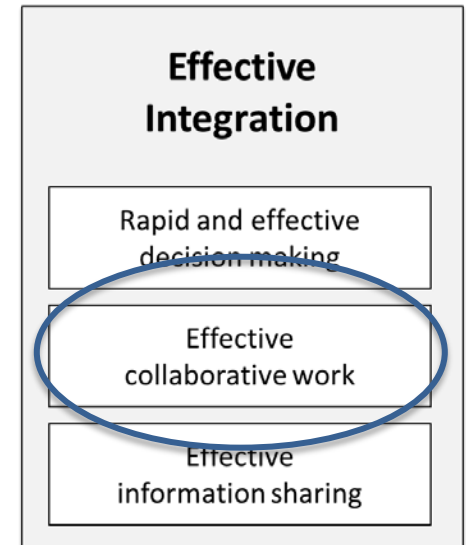 Effective
Integration
Rapid and effective
decision making
Effective
collaborative work
Effective
information sharing